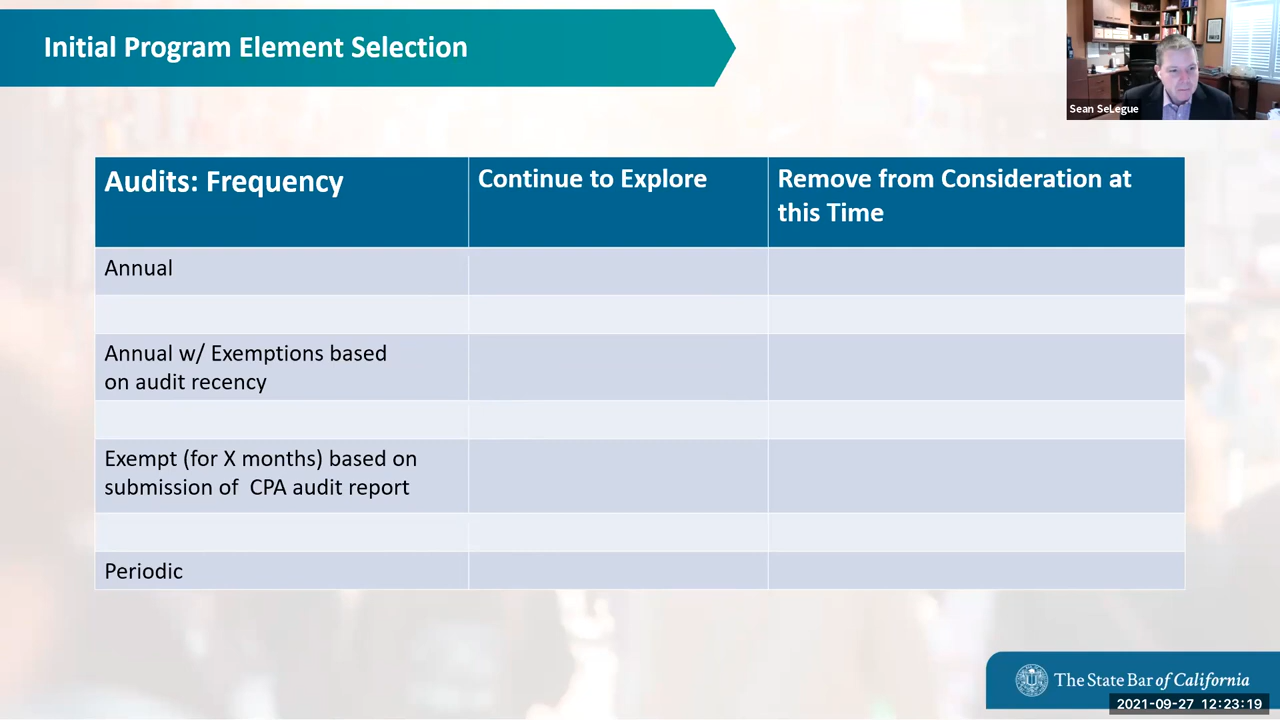 Initial Program Element Selection
Sean SeLegue
Audits: Frequency
Continue to Explore
Remove from Consideration at
this Time
Annual
Annual w/ Exemptions based
on audit recency
Exempt (for X months) based on
submission of  CPA audit report
Periodic
The State Bar of California
2021-09-27 12:23:19